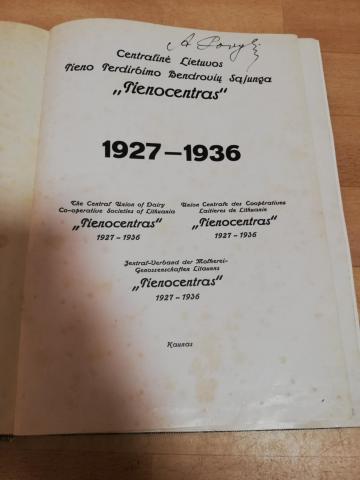 Centralinė Lietuvos
Pieno Perdirbimo Bendrovių Sąjunga
„Pienocentras“
1927—1936
The Central Union of Dairy
Co-operative Societies of Lithuania
„Pienocentras“
1927 – 1936
Union Centrale des Coopératives
Laitières de Lithuanie
„Pienocentras“
1927 – 1936
Zentral-Verband der Molkerei-
Genossenschaften Litauens
„Pienocentras“
1927 – 1936
Kaunas